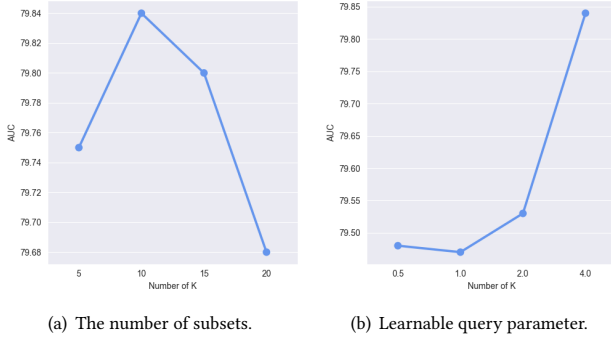 79.84
79.82
79.80
79.78
79.76
79.74
79.72
79.70
79.68
AUC
5 10 15 20
Number of K
(a) The number of subsets.
79.85
79.80
79.75
79.70
79.65
79.60
79.55
79.50
AUC
0.5 1.0 2.0 4.0
Number of K
(b) Learnable query parameter.